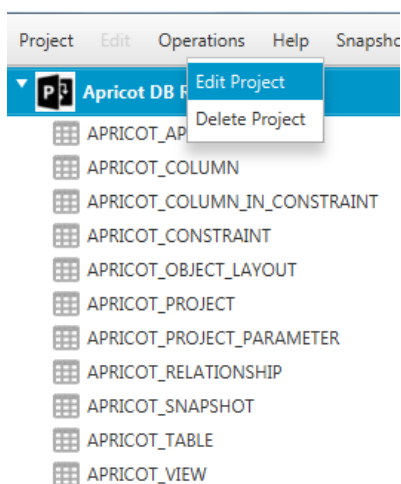 Project Edit Operations Help Snapsho
Edit Project
Apricot DB R
Delete Project
APRICOT_AP
APRICOT_COLUMN
APRICOT_COLUMN_IN_CONSTRAINT
APRICOT_CONSTRAINT
APRICOT_OBJECT_LAYOUT
APRICOT_PROJECT
APRICOT_PROJECT_PARAMETER
APRICOT_RELATIONSHIP
APRICOT_SNAPSHOT
APRICOT_TABLE
APRICOT_VIEW